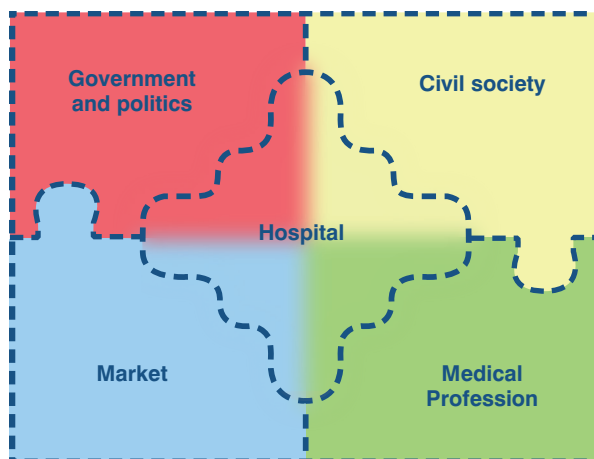 Government
and politics
Civil society
Hospital
Market
Medical
Profession